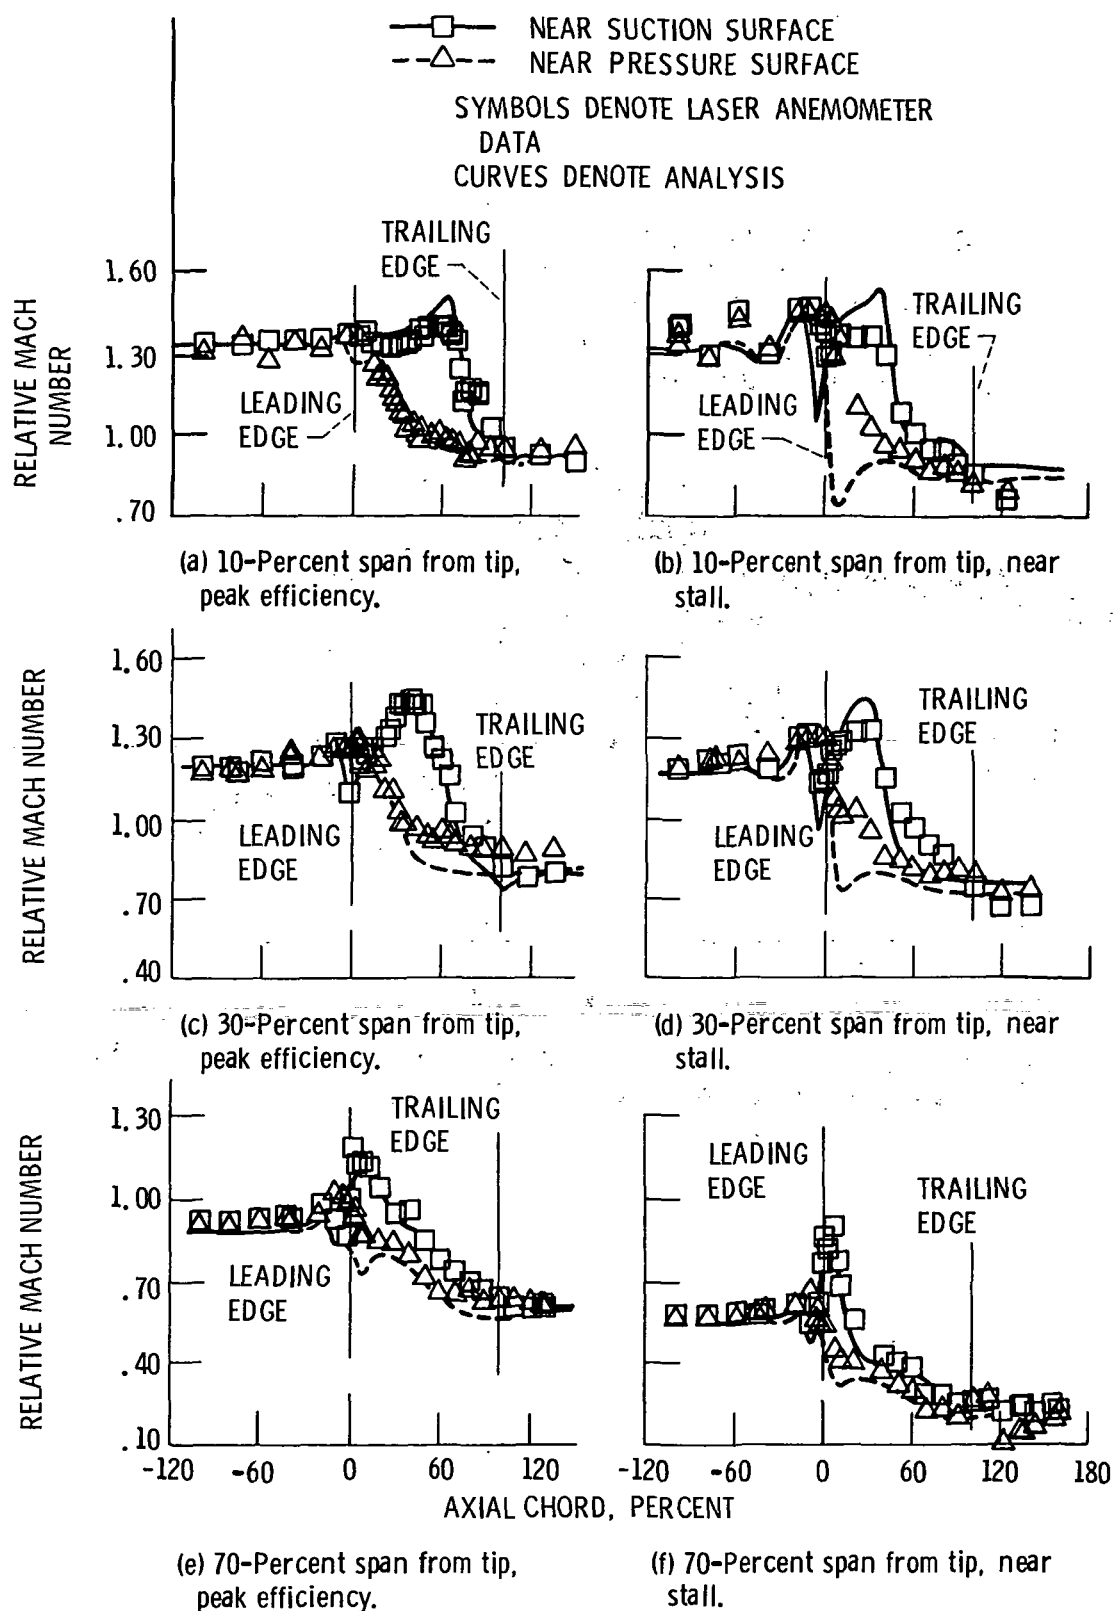 NEAR SUCTION SURFACE
NEAR PRESSURE SURFACE
SYMBOLS DENOTE LASER ANEMOMETER
DATA
CURVES DENOTE ANALYSIS
RELATIVE MACH
NUMBER
1.60
1.30
1.00
.70
TRAILING
EDGE
LEADING
EDGE
TRAILING
EDGE
LEADING
EDGE
(a) 10-Percent span from tip,
peak efficiency.
(b) 10-Percent span from tip, near
stall.
RELATIVE MACH NUMBER
1.60
1.30
1.00
.70
.40
TRAILING
EDGE
LEADING
EDGE
TRAILING
EDGE
LEADING
EDGE
(c) 30-Percent span from tip,
peak efficiency.
(d) 30-Percent span from tip, near
stall.
RELATIVE MACH NUMBER
1.30
1.00
.70
.40
.10
TRAILING
EDGE
LEADING
EDGE
LEADING
EDGE
TRAILING
EDGE
-120 -60 0 60 120
-120 -60 0 60 120 180
AXIAL CHORD, PERCENT
(e) 70-Percent span from tip,
peak efficiency.
(f) 70-Percent span from tip, near
stall.